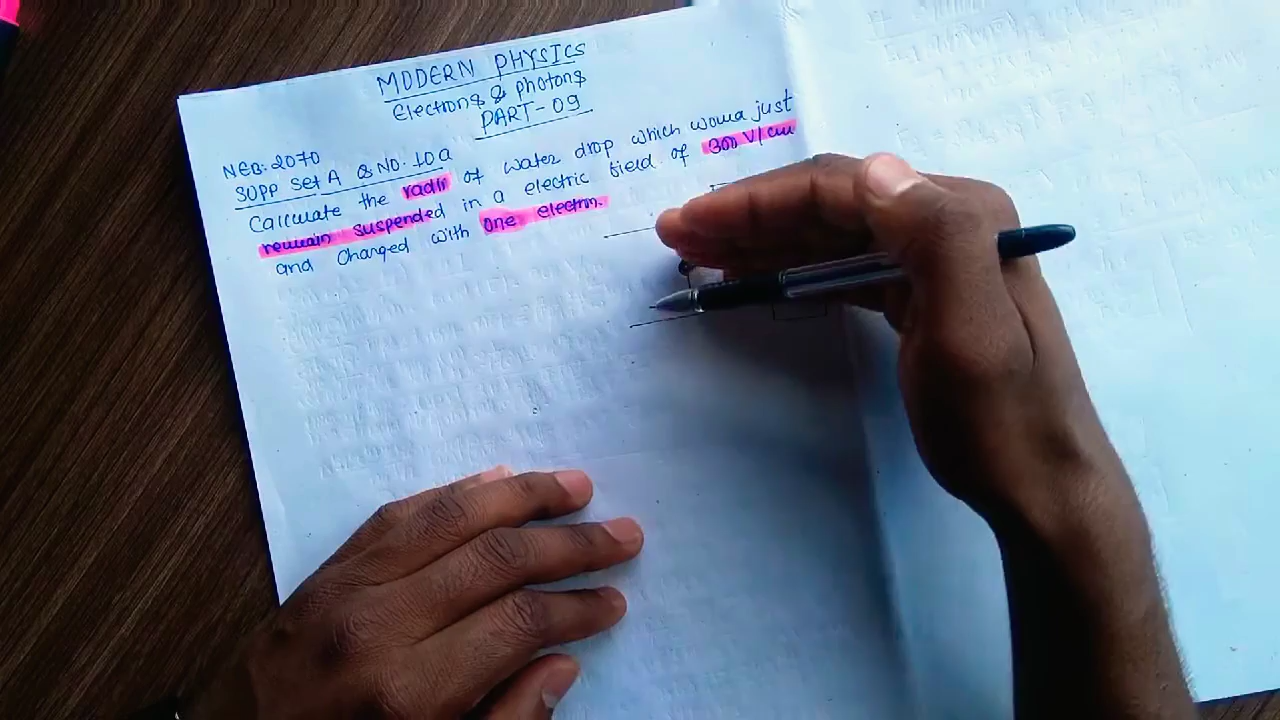 MODERN PHYSICS
Electrons & Photons
PART-09
NEB: 2070
SUPP Set A Q NO. 10 a
Calculate the radii of water drop which would just
remain suspended in a electric field of 300 V/cm
and Charged with one electron.